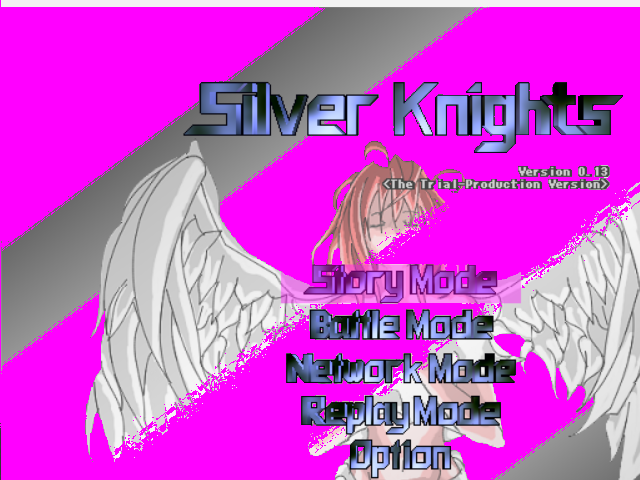 Silver Knights
Version 0.13
<The Trial-Production Version>
Story Mode
Battle Mode
Network Mode
Replay Mode
Option